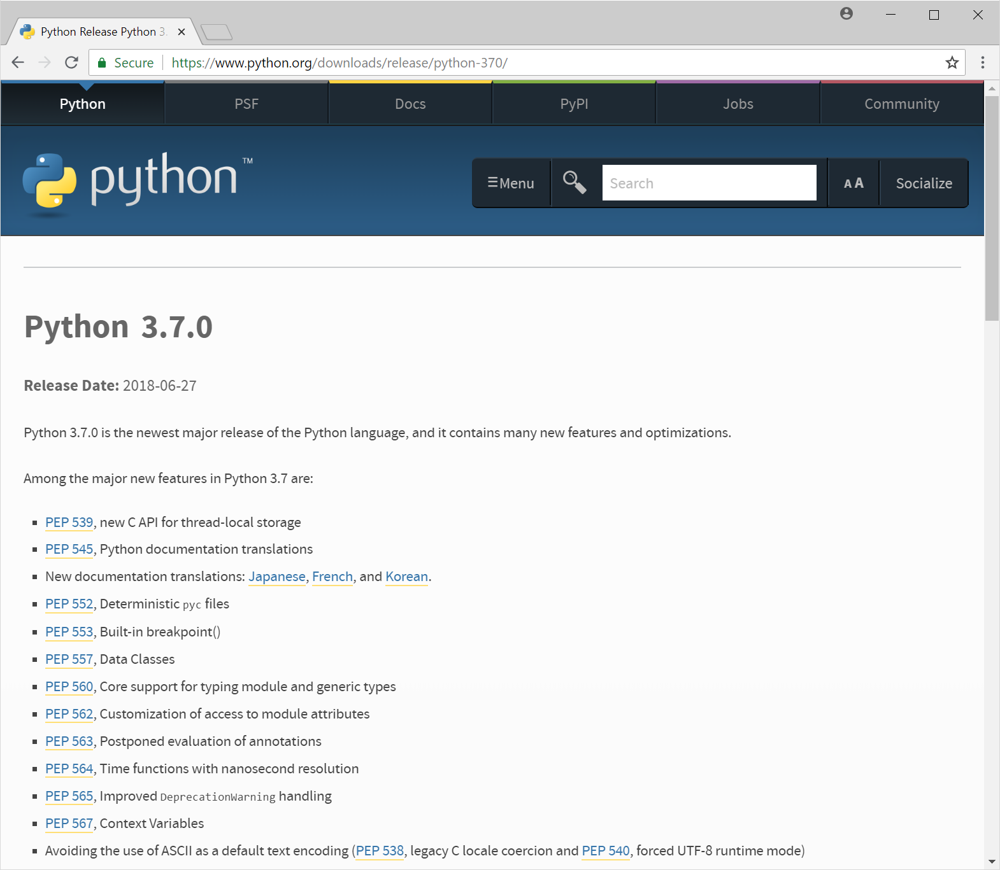 Python Release Python 3.
Secure https://www.python.org/downloads/release/python-370/
Python PSF Docs PyPI Jobs Community
python™
Menu Search A A Socialize
Python 3.7.0
Release Date: 2018-06-27
Python 3.7.0 is the newest major release of the Python language, and it contains many new features and optimizations.
Among the major new features in Python 3.7 are:
PEP 539, new C API for thread-local storage
PEP 545, Python documentation translations
New documentation translations: Japanese, French, and Korean.
PEP 552, Deterministic pyc files
PEP 553, Built-in breakpoint()
PEP 557, Data Classes
PEP 560, Core support for typing module and generic types
PEP 562, Customization of access to module attributes
PEP 563, Postponed evaluation of annotations
PEP 564, Time functions with nanosecond resolution
PEP 565, Improved DeprecationWarning handling
PEP 567, Context Variables
Avoiding the use of ASCII as a default text encoding (PEP 538, legacy C locale coercion and PEP 540, forced UTF-8 runtime mode)